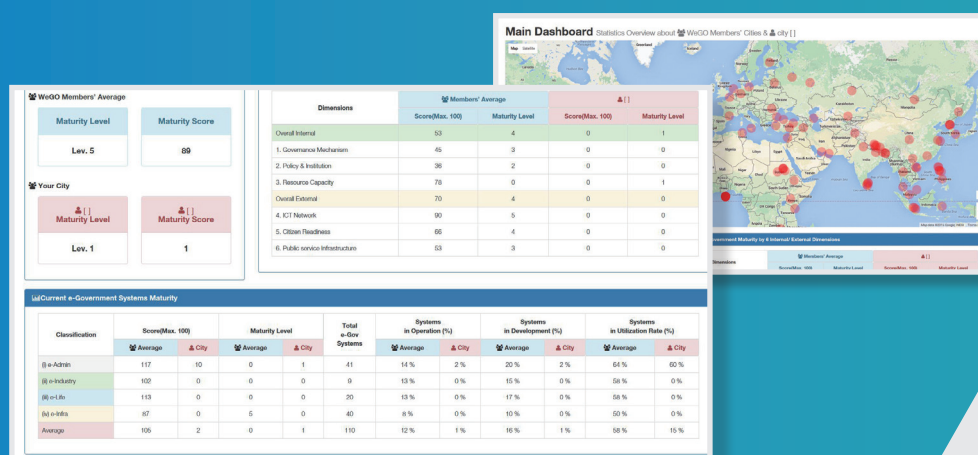 Main Dashboard Statistics Overview about WeGO Members' Cities & city [ ]
Map Satellite
WeGO Members' Average
Maturity Level Maturity Score
Lev. 5 89
Your City
[ ] Maturity Level [ ] Maturity Score
Lev. 1 1
Dimensions Members' Average [ ]
Score(Max. 100) Maturity Level Score(Max. 100) Maturity Level
Overall Internal 53 4 0 1
1. Governance Mechanism 45 3 0 0
2. Policy & Institution 36 2 0 0
3. Resource Capacity 78 0 0 1
Overall External 70 4 0 0
4. ICT Network 90 5 0 0
5. Citizen Readiness 66 4 0 0
6. Public service Infrastructure 53 3 0 0
Government Maturity by 6 Internal/ External Dimensions
Dimensions Members' Average [ ]
Score(Max. 100) Maturity Level Score(Max. 100) Maturity Level
Current e-Government Systems Maturity
Classification Score(Max. 100) Maturity Level Total e-Gov Systems Systems in Operation (%) Systems in Development (%) Systems in Utilization Rate (%)
Average City Average City Average City Average City Average City
(i) e-Admin 117 10 0 1 41 14 % 2 % 20 % 2 % 64 % 60 %
(ii) e-Industry 102 0 0 0 9 13 % 0 % 15 % 0 % 58 % 0 %
(iii) e-Life 113 0 0 0 20 13 % 0 % 17 % 0 % 58 % 0 %
(iv) e-Infra 87 0 5 0 40 8 % 0 % 10 % 0 % 50 % 0 %
Average 105 2 0 1 110 12 % 1 % 16 % 1 % 58 % 15 %